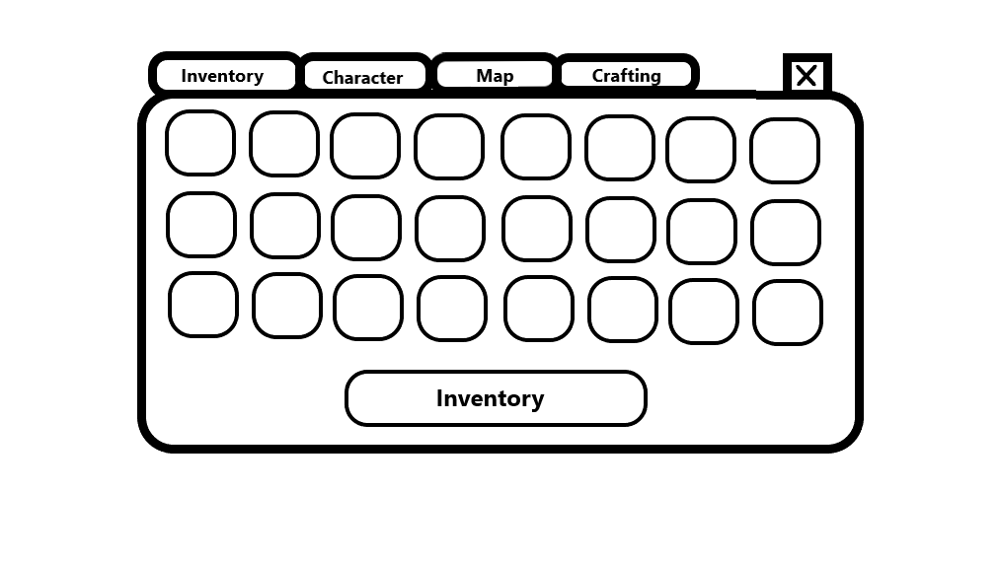 Inventory
Character
Map
Crafting
X
Inventory